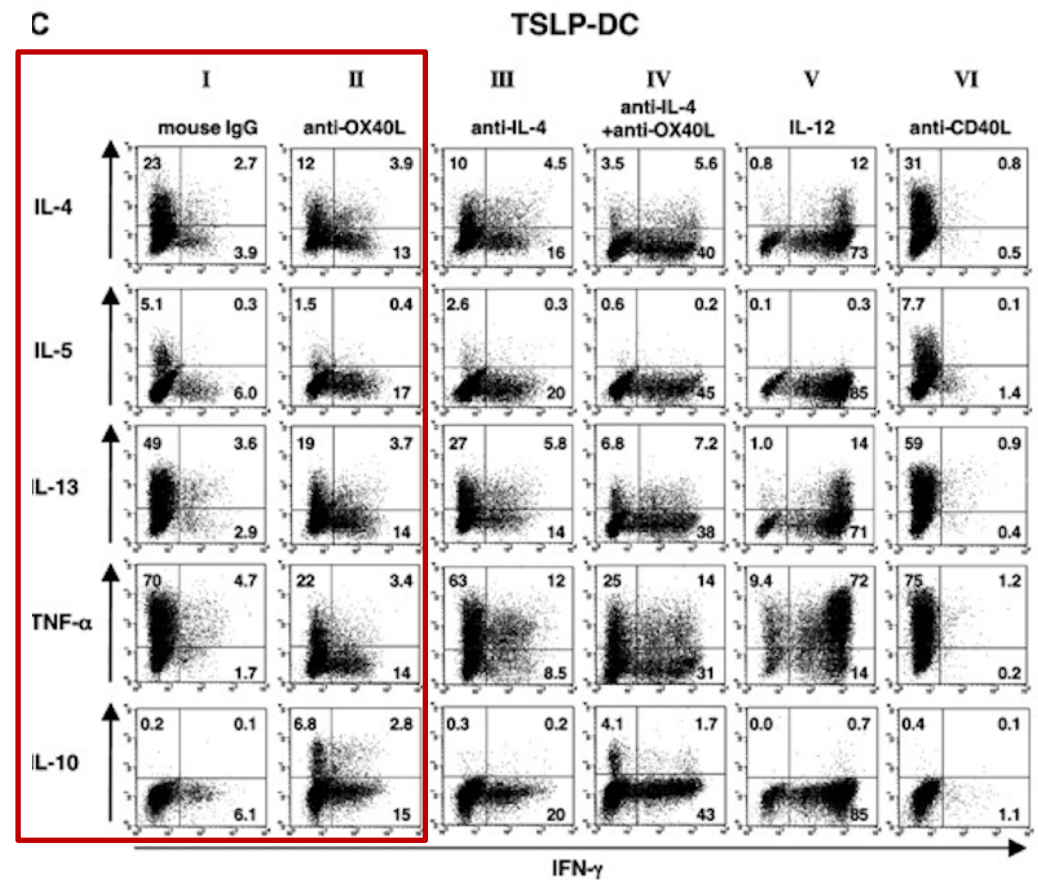 C TSLP-DC
I II III IV V VI
mouse IgG anti-OX40L anti-IL-4 anti-IL-4 +anti-OX40L IL-12 anti-CD40L
IL-4
23 2.7 12 3.9 10 4.5 3.5 5.6 0.8 12 31 0.8
3.9 13 16 40 73 0.5
IL-5
5.1 0.3 1.5 0.4 2.6 0.3 0.6 0.2 0.1 0.3 7.7 0.1
6.0 17 20 45 85 1.4
IL-13
49 3.6 19 3.7 27 5.8 6.8 7.2 1.0 14 59 0.9
2.9 14 14 38 71 0.4
TNF-α
70 4.7 22 3.4 63 12 25 14 9.4 72 75 1.2
1.7 14 8.5 31 14 0.2
IL-10
0.2 0.1 6.8 2.8 0.3 0.2 4.1 1.7 0.0 0.7 0.4 0.1
6.1 15 20 43 85 1.1
IFN-γ